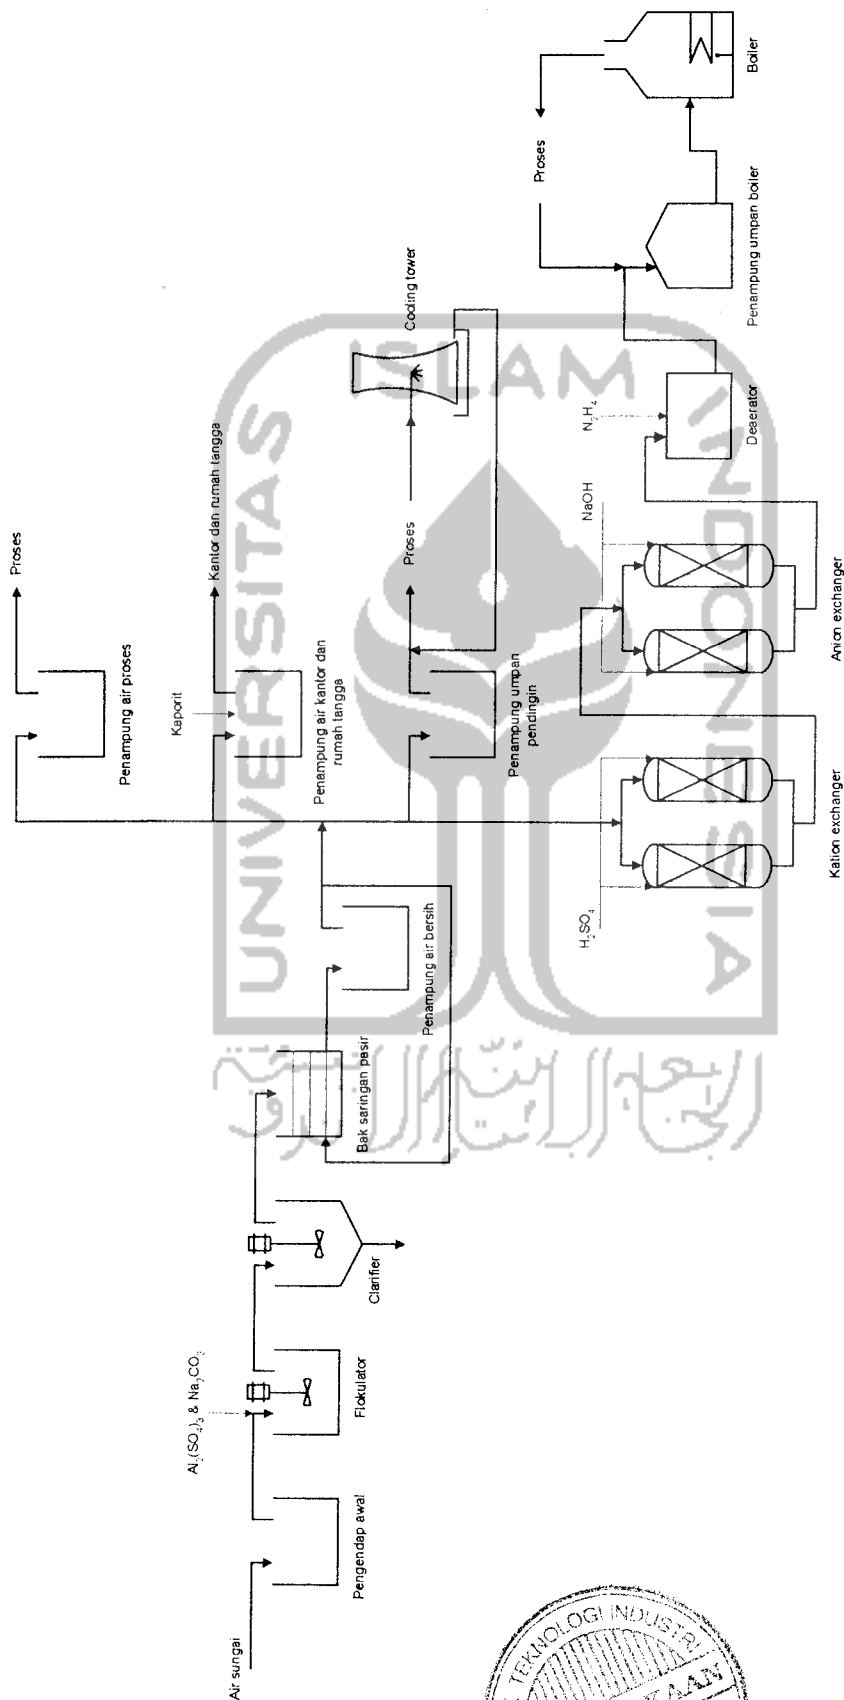 Air sungai
Pengendap awal
Al₂(SO₄)₃ & Na₂CO₃
Flokulator
Clarifier
Bak saringan pasir
Penampung air bersih
Proses
Penampung air proses
Kaporit
Kantor dan rumah tangga
Penampung air kantor dan
rumah tangga
Proses
Penampung umpan
pendingin
Cooling tower
H₂SO₄
Kation exchanger
NaOH
Anion exchanger
N₂H₄
Deaerator
Proses
Penampung umpan boiler
Boiler
UNIVERSITAS
ISLAM
INDONESIA
TEKNOLOGI INDUSTRI